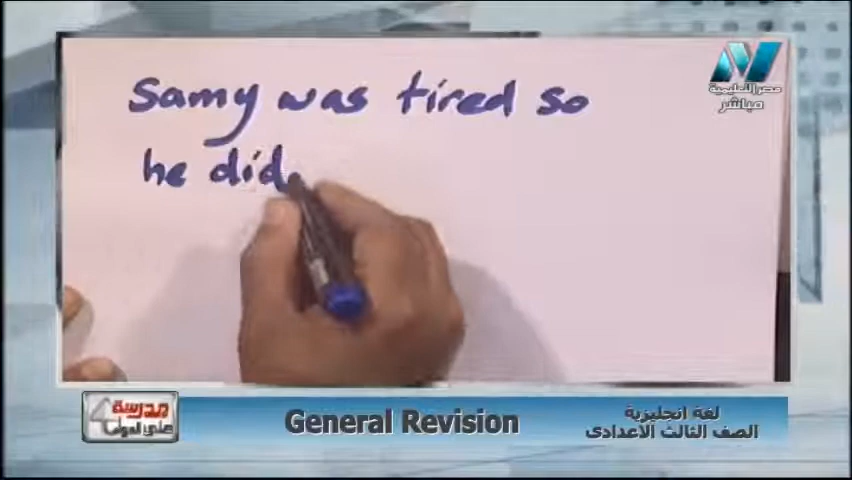 Samy was tired so
he did
مصر التعليمية
مباشر
مدرسة
على الهواء
General Revision
لغة انجليزية
الصف الثالث الاعدادى